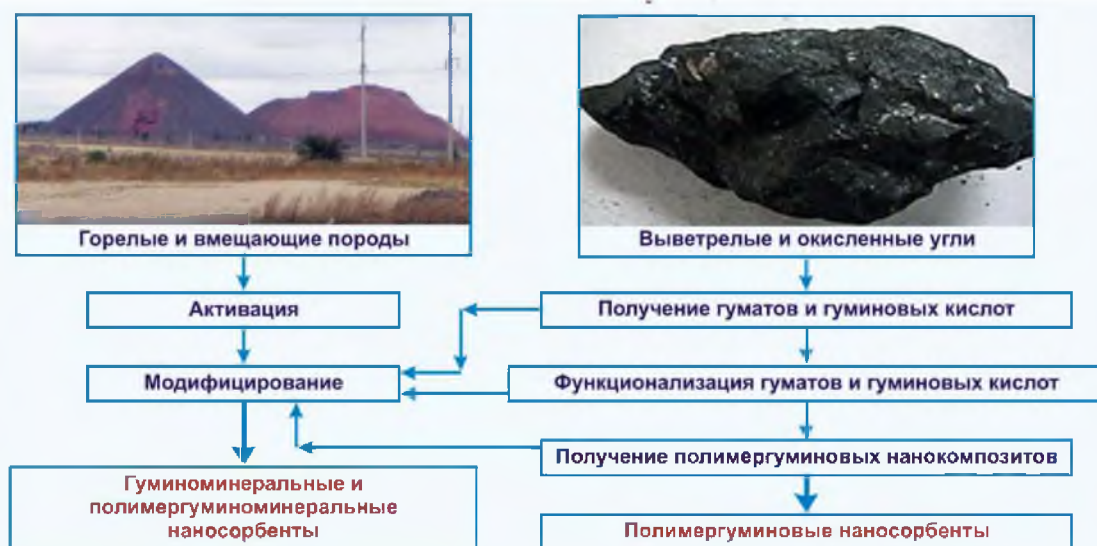 Горелые и вмещающие породы
Выветрелые и окисленные угли
Активация
Получение гуматов и гуминовых кислот
Модифицирование
Функционализация гуматов и гуминовых кислот
Получение полимергуминовых нанокомпозитов
Гуминоминеральные и
полимергуминоминеральные
наносорбенты
Полимергуминовые наносорбенты